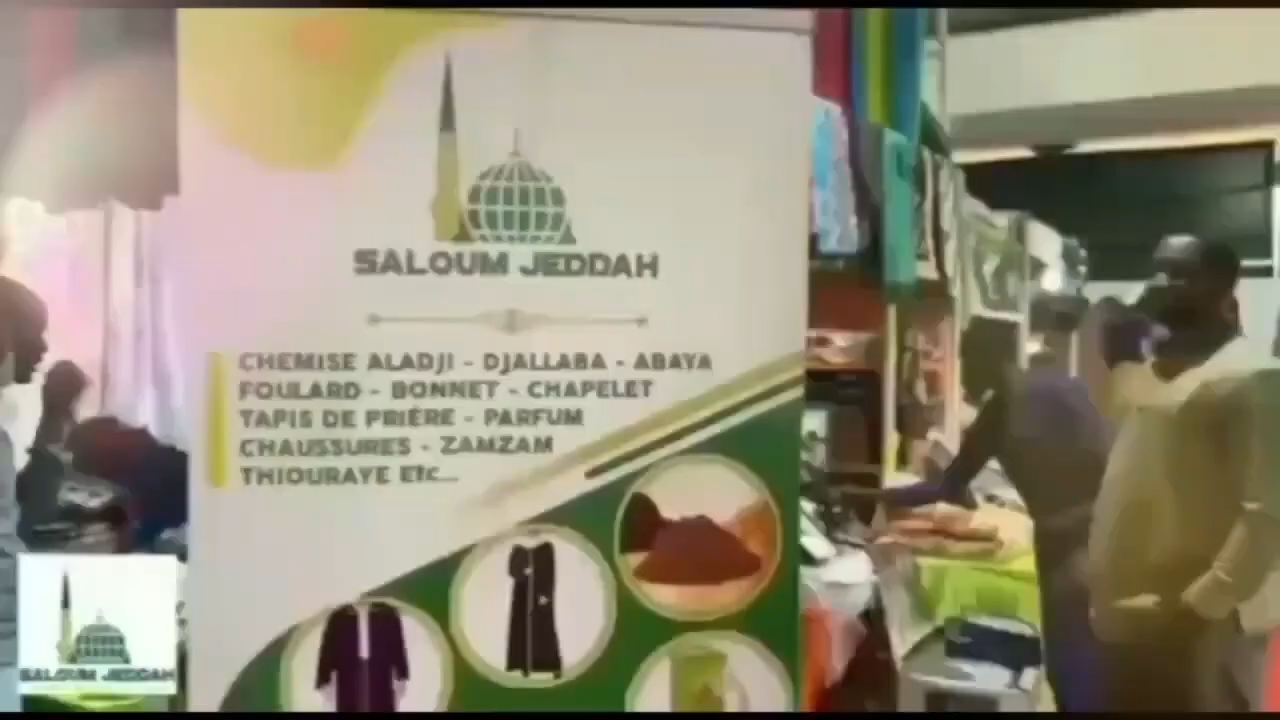 SALOUM JEDDAH
CHEMISE ALADJI - DJALLABA - ABAYA
FOULARD - BONNET - CHAPELET
TAPIS DE PRIÈRE - PARFUM
CHAUSSURES - ZAMZAM
THIOURAYE Etc...
SALOUM JEDDAH